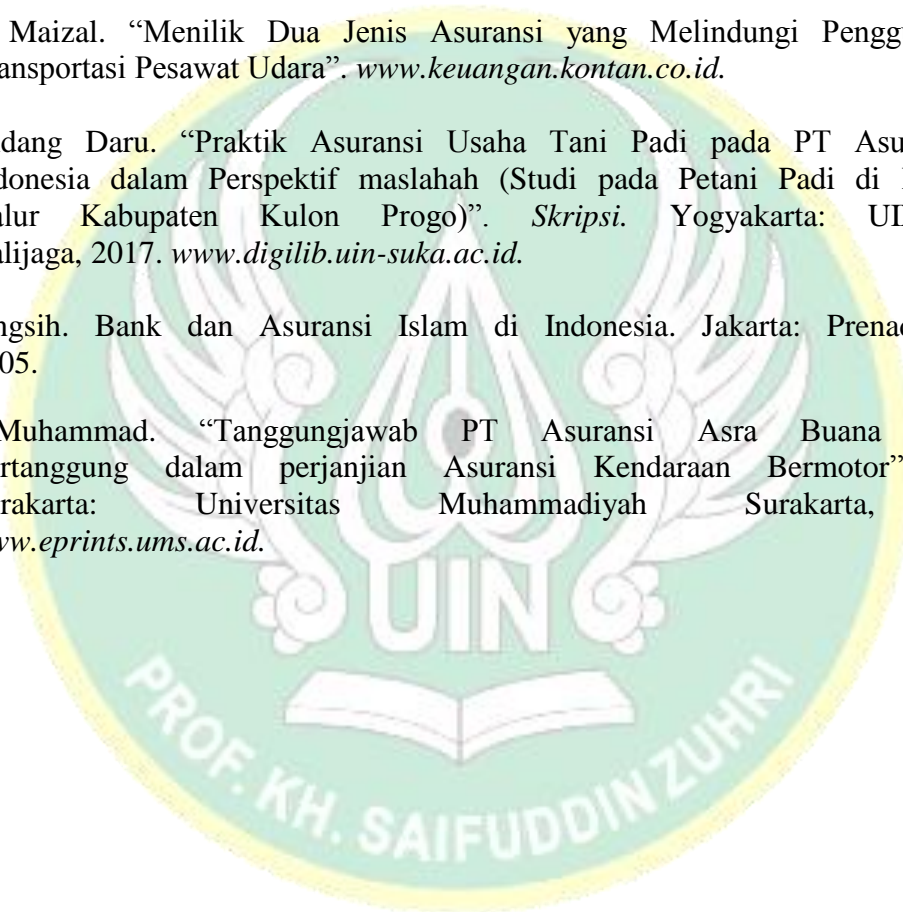 Maizal. “Menilik Dua Jenis Asuransi yang Melindungi Pengg
ansportasi Pesawat Udara”. www.keuangan.kontan.co.id.
dang Daru. “Praktik Asuransi Usaha Tani Padi pada PT Asu
donesia dalam Perspektif maslahah (Studi pada Petani Padi di
alur Kabupaten Kulon Progo)”. Skripsi. Yogyakarta: UI
alijaga, 2017. www.digilib.uin-suka.ac.id.
ngsih. Bank dan Asuransi Islam di Indonesia. Jakarta: Prena
05.
Muhammad. “Tanggungjawab PT Asuransi Asra Buana
rtanggung dalam perjanjian Asuransi Kendaraan Bermotor”
rakarta: Universitas Muhammadiyah Surakarta,
ww.eprints.ums.ac.id.
UIN
PROF. KH. SAIFUDDIN ZUHRI